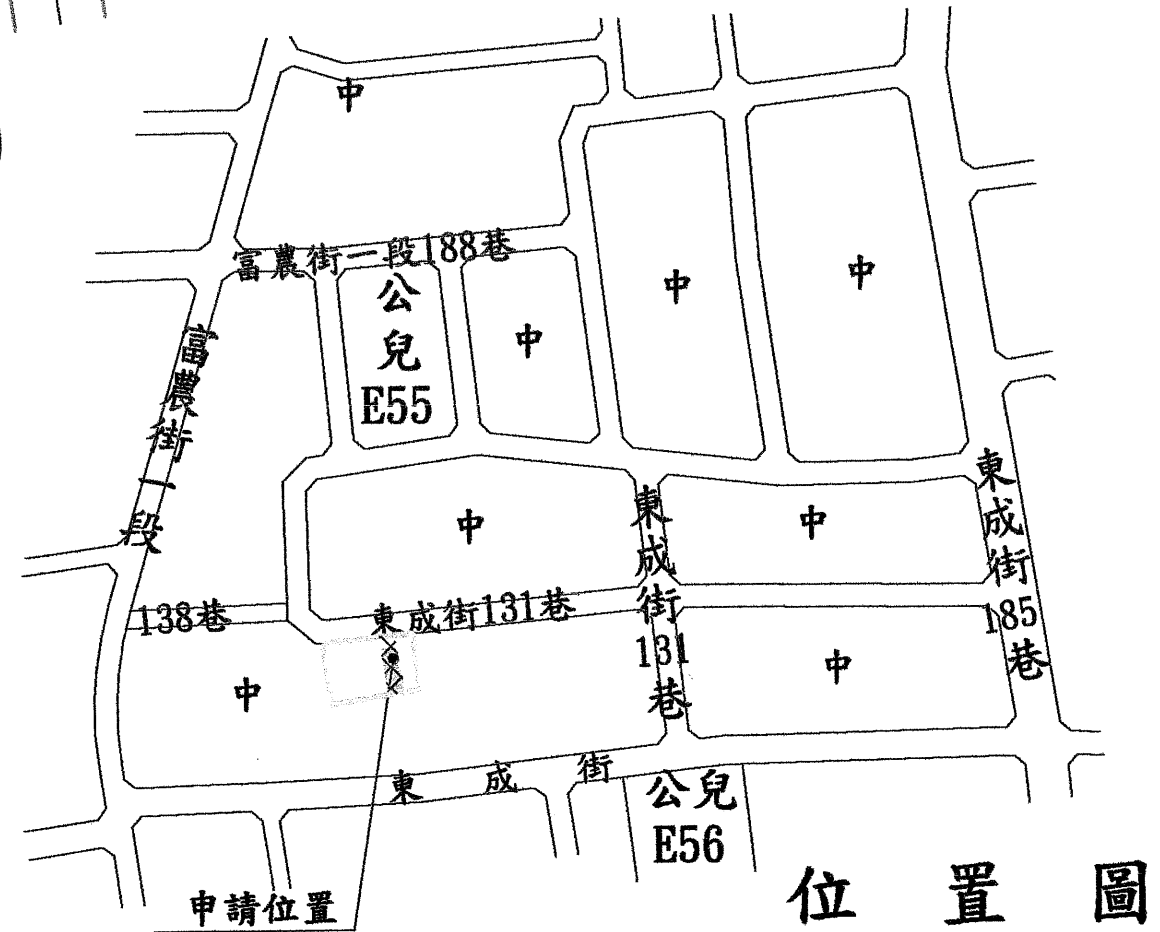 中
富農街一段188巷
公兒
E55
中
中
中
富農街一段
中
東成街131巷
中
東成街185巷
138巷
東成街131巷
中
中
東成街
公兒
E56
申請位置
位置圖